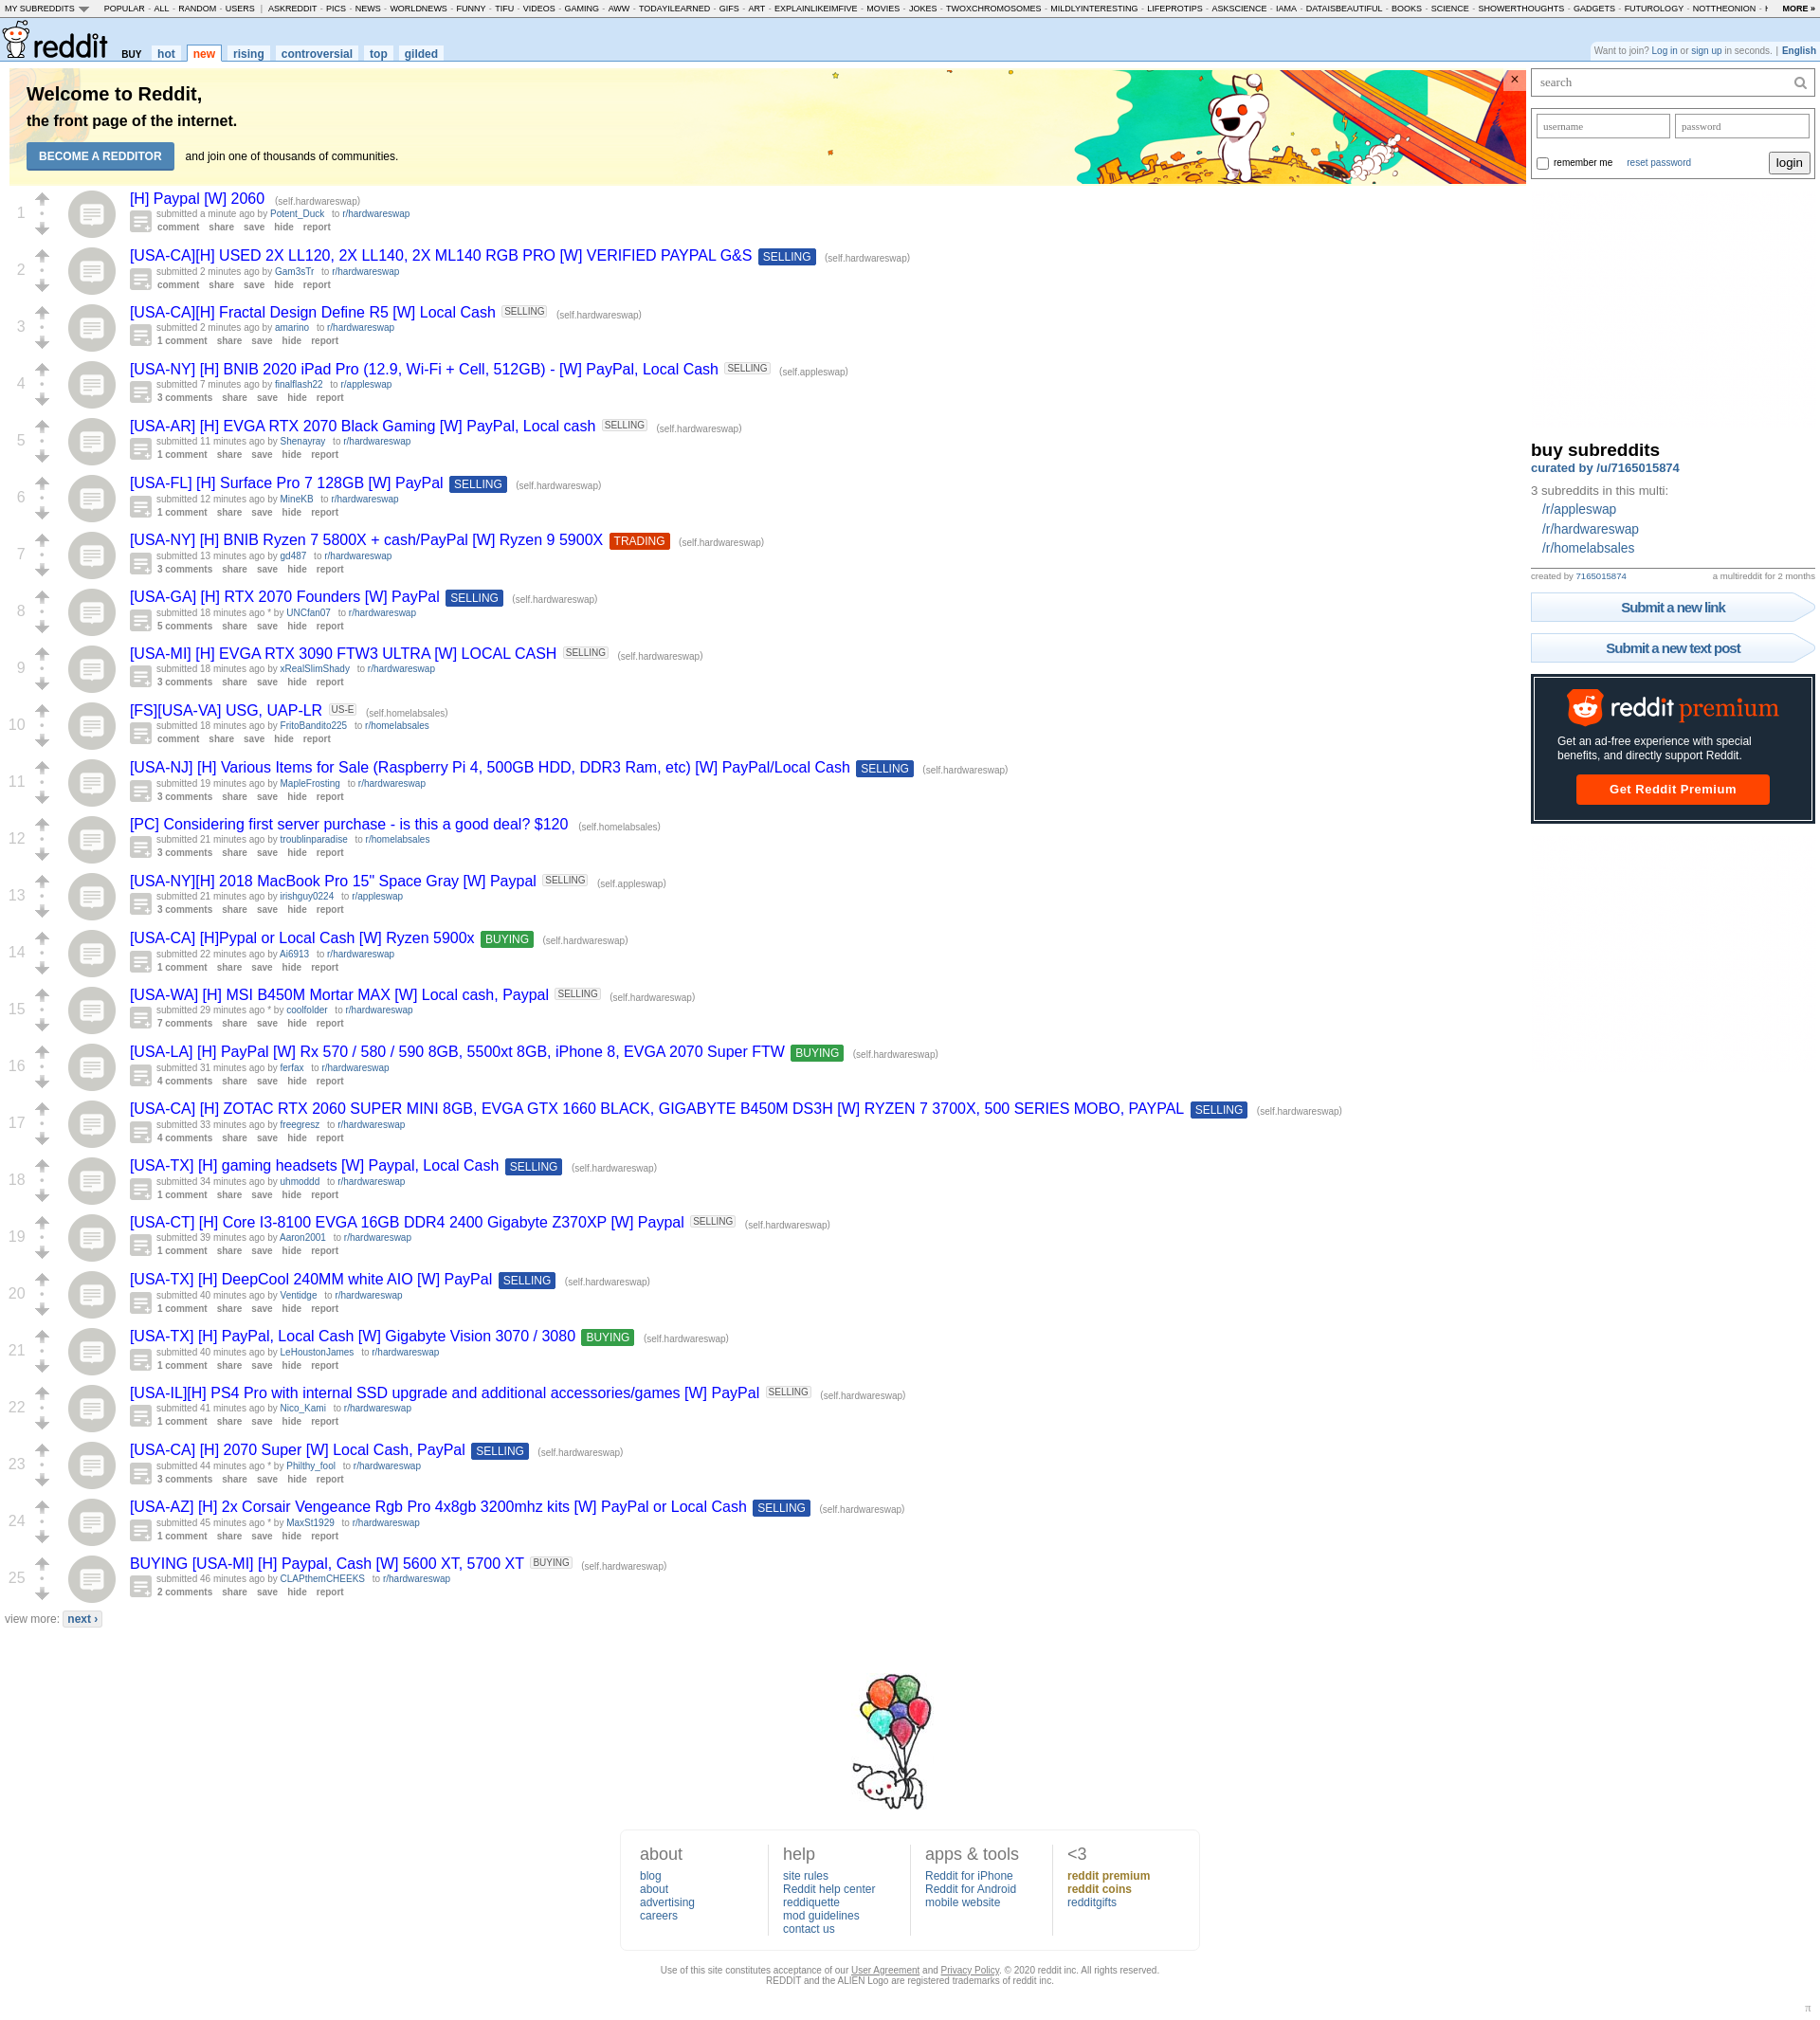 MY SUBREDDITS POPULAR - ALL - RANDOM - USERS | ASKREDDIT - PICS - NEWS - WORLDNEWS - FUNNY - TIFU - VIDEOS - GAMING - AWW - TODAYILEARNED - GIFS - ART - EXPLAINLIKEIMFIVE - MOVIES - JOKES - TWOXCHROMOSOMES - MILDLYINTERESTING - LIFEPROTIPS - ASKSCIENCE - IAMA - DATAISBEAUTIFUL - BOOKS - SCIENCE - SHOWERTHOUGHTS - GADGETS - FUTUROLOGY - NOTTHEONION - MORE »
reddit BUY hot new rising controversial top gilded
Want to join? Log in or sign up in seconds. | English
Welcome to Reddit,
the front page of the internet.
BECOME A REDDITOR and join one of thousands of communities.
×
search
username password
remember me reset password login
1
[H] Paypal [W] 2060 (self.hardwareswap)
submitted a minute ago by Potent_Duck to r/hardwareswap
comment share save hide report
2
[USA-CA][H] USED 2X LL120, 2X LL140, 2X ML140 RGB PRO [W] VERIFIED PAYPAL G&S SELLING (self.hardwareswap)
submitted 2 minutes ago by Gam3sTr to r/hardwareswap
comment share save hide report
3
[USA-CA][H] Fractal Design Define R5 [W] Local Cash SELLING (self.hardwareswap)
submitted 2 minutes ago by amarino to r/hardwareswap
1 comment share save hide report
4
[USA-NY] [H] BNIB 2020 iPad Pro (12.9, Wi-Fi + Cell, 512GB) - [W] PayPal, Local Cash SELLING (self.appleswap)
submitted 7 minutes ago by finalflash22 to r/appleswap
3 comments share save hide report
5
[USA-AR] [H] EVGA RTX 2070 Black Gaming [W] PayPal, Local cash SELLING (self.hardwareswap)
submitted 11 minutes ago by Shenayray to r/hardwareswap
1 comment share save hide report
6
[USA-FL] [H] Surface Pro 7 128GB [W] PayPal SELLING (self.hardwareswap)
submitted 12 minutes ago by MineKB to r/hardwareswap
1 comment share save hide report
7
[USA-NY] [H] BNIB Ryzen 7 5800X + cash/PayPal [W] Ryzen 9 5900X TRADING (self.hardwareswap)
submitted 13 minutes ago by gd487 to r/hardwareswap
3 comments share save hide report
8
[USA-GA] [H] RTX 2070 Founders [W] PayPal SELLING (self.hardwareswap)
submitted 18 minutes ago * by UNCfan07 to r/hardwareswap
5 comments share save hide report
9
[USA-MI] [H] EVGA RTX 3090 FTW3 ULTRA [W] LOCAL CASH SELLING (self.hardwareswap)
submitted 18 minutes ago by xRealSlimShady to r/hardwareswap
3 comments share save hide report
10
[FS][USA-VA] USG, UAP-LR US-E (self.homelabsales)
submitted 18 minutes ago by FritoBandito225 to r/homelabsales
comment share save hide report
11
[USA-NJ] [H] Various Items for Sale (Raspberry Pi 4, 500GB HDD, DDR3 Ram, etc) [W] PayPal/Local Cash SELLING (self.hardwareswap)
submitted 19 minutes ago by MapleFrosting to r/hardwareswap
3 comments share save hide report
12
[PC] Considering first server purchase - is this a good deal? $120 (self.homelabsales)
submitted 21 minutes ago by troublinparadise to r/homelabsales
3 comments share save hide report
13
[USA-NY][H] 2018 MacBook Pro 15" Space Gray [W] Paypal SELLING (self.appleswap)
submitted 21 minutes ago by irishguy0224 to r/appleswap
3 comments share save hide report
14
[USA-CA] [H]Pypal or Local Cash [W] Ryzen 5900x BUYING (self.hardwareswap)
submitted 22 minutes ago by Ai6913 to r/hardwareswap
1 comment share save hide report
15
[USA-WA] [H] MSI B450M Mortar MAX [W] Local cash, Paypal SELLING (self.hardwareswap)
submitted 29 minutes ago * by coolfolder to r/hardwareswap
7 comments share save hide report
16
[USA-LA] [H] PayPal [W] Rx 570 / 580 / 590 8GB, 5500xt 8GB, iPhone 8, EVGA 2070 Super FTW BUYING (self.hardwareswap)
submitted 31 minutes ago by ferfax to r/hardwareswap
4 comments share save hide report
17
[USA-CA] [H] ZOTAC RTX 2060 SUPER MINI 8GB, EVGA GTX 1660 BLACK, GIGABYTE B450M DS3H [W] RYZEN 7 3700X, 500 SERIES MOBO, PAYPAL SELLING (self.hardwareswap)
submitted 33 minutes ago by freegresz to r/hardwareswap
4 comments share save hide report
18
[USA-TX] [H] gaming headsets [W] Paypal, Local Cash SELLING (self.hardwareswap)
submitted 34 minutes ago by uhmoddd to r/hardwareswap
1 comment share save hide report
19
[USA-CT] [H] Core I3-8100 EVGA 16GB DDR4 2400 Gigabyte Z370XP [W] Paypal SELLING (self.hardwareswap)
submitted 39 minutes ago by Aaron2001 to r/hardwareswap
1 comment share save hide report
20
[USA-TX] [H] DeepCool 240MM white AIO [W] PayPal SELLING (self.hardwareswap)
submitted 40 minutes ago by Ventidge to r/hardwareswap
1 comment share save hide report
21
[USA-TX] [H] PayPal, Local Cash [W] Gigabyte Vision 3070 / 3080 BUYING (self.hardwareswap)
submitted 40 minutes ago by LeHoustonJames to r/hardwareswap
1 comment share save hide report
22
[USA-IL][H] PS4 Pro with internal SSD upgrade and additional accessories/games [W] PayPal SELLING (self.hardwareswap)
submitted 41 minutes ago by Nico_Kami to r/hardwareswap
1 comment share save hide report
23
[USA-CA] [H] 2070 Super [W] Local Cash, PayPal SELLING (self.hardwareswap)
submitted 44 minutes ago * by Philthy_fool to r/hardwareswap
3 comments share save hide report
24
[USA-AZ] [H] 2x Corsair Vengeance Rgb Pro 4x8gb 3200mhz kits [W] PayPal or Local Cash SELLING (self.hardwareswap)
submitted 45 minutes ago * by MaxSt1929 to r/hardwareswap
1 comment share save hide report
25
BUYING [USA-MI] [H] Paypal, Cash [W] 5600 XT, 5700 XT BUYING (self.hardwareswap)
submitted 46 minutes ago by CLAPthemCHEEKS to r/hardwareswap
2 comments share save hide report
view more: next ›
buy subreddits
curated by /u/7165015874
3 subreddits in this multi:
/r/appleswap
/r/hardwareswap
/r/homelabsales
created by 7165015874 a multireddit for 2 months
Submit a new link
Submit a new text post
reddit premium
Get an ad-free experience with special
benefits, and directly support Reddit.
Get Reddit Premium
about
blog
about
advertising
careers
help
site rules
Reddit help center
reddiquette
mod guidelines
contact us
apps & tools
Reddit for iPhone
Reddit for Android
mobile website
<3
reddit premium
reddit coins
redditgifts
Use of this site constitutes acceptance of our User Agreement and Privacy Policy. © 2020 reddit inc. All rights reserved.
REDDIT and the ALIEN Logo are registered trademarks of reddit inc.
π